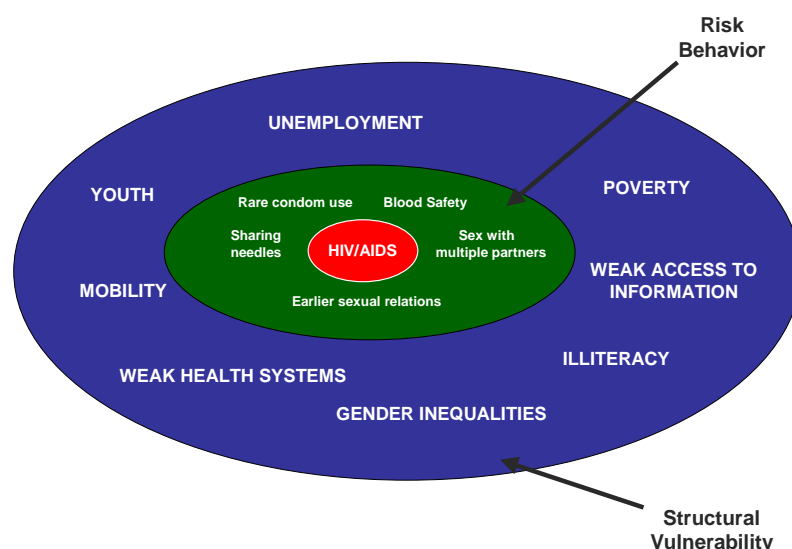 Risk
Behavior
UNEMPLOYMENT
YOUTH
POVERTY
Rare condom use
Blood Safety
Sharing
needles
HIV/AIDS
Sex with
multiple partners
WEAK ACCESS TO
INFORMATION
MOBILITY
Earlier sexual relations
ILLITERACY
WEAK HEALTH SYSTEMS
GENDER INEQUALITIES
Structural
Vulnerability